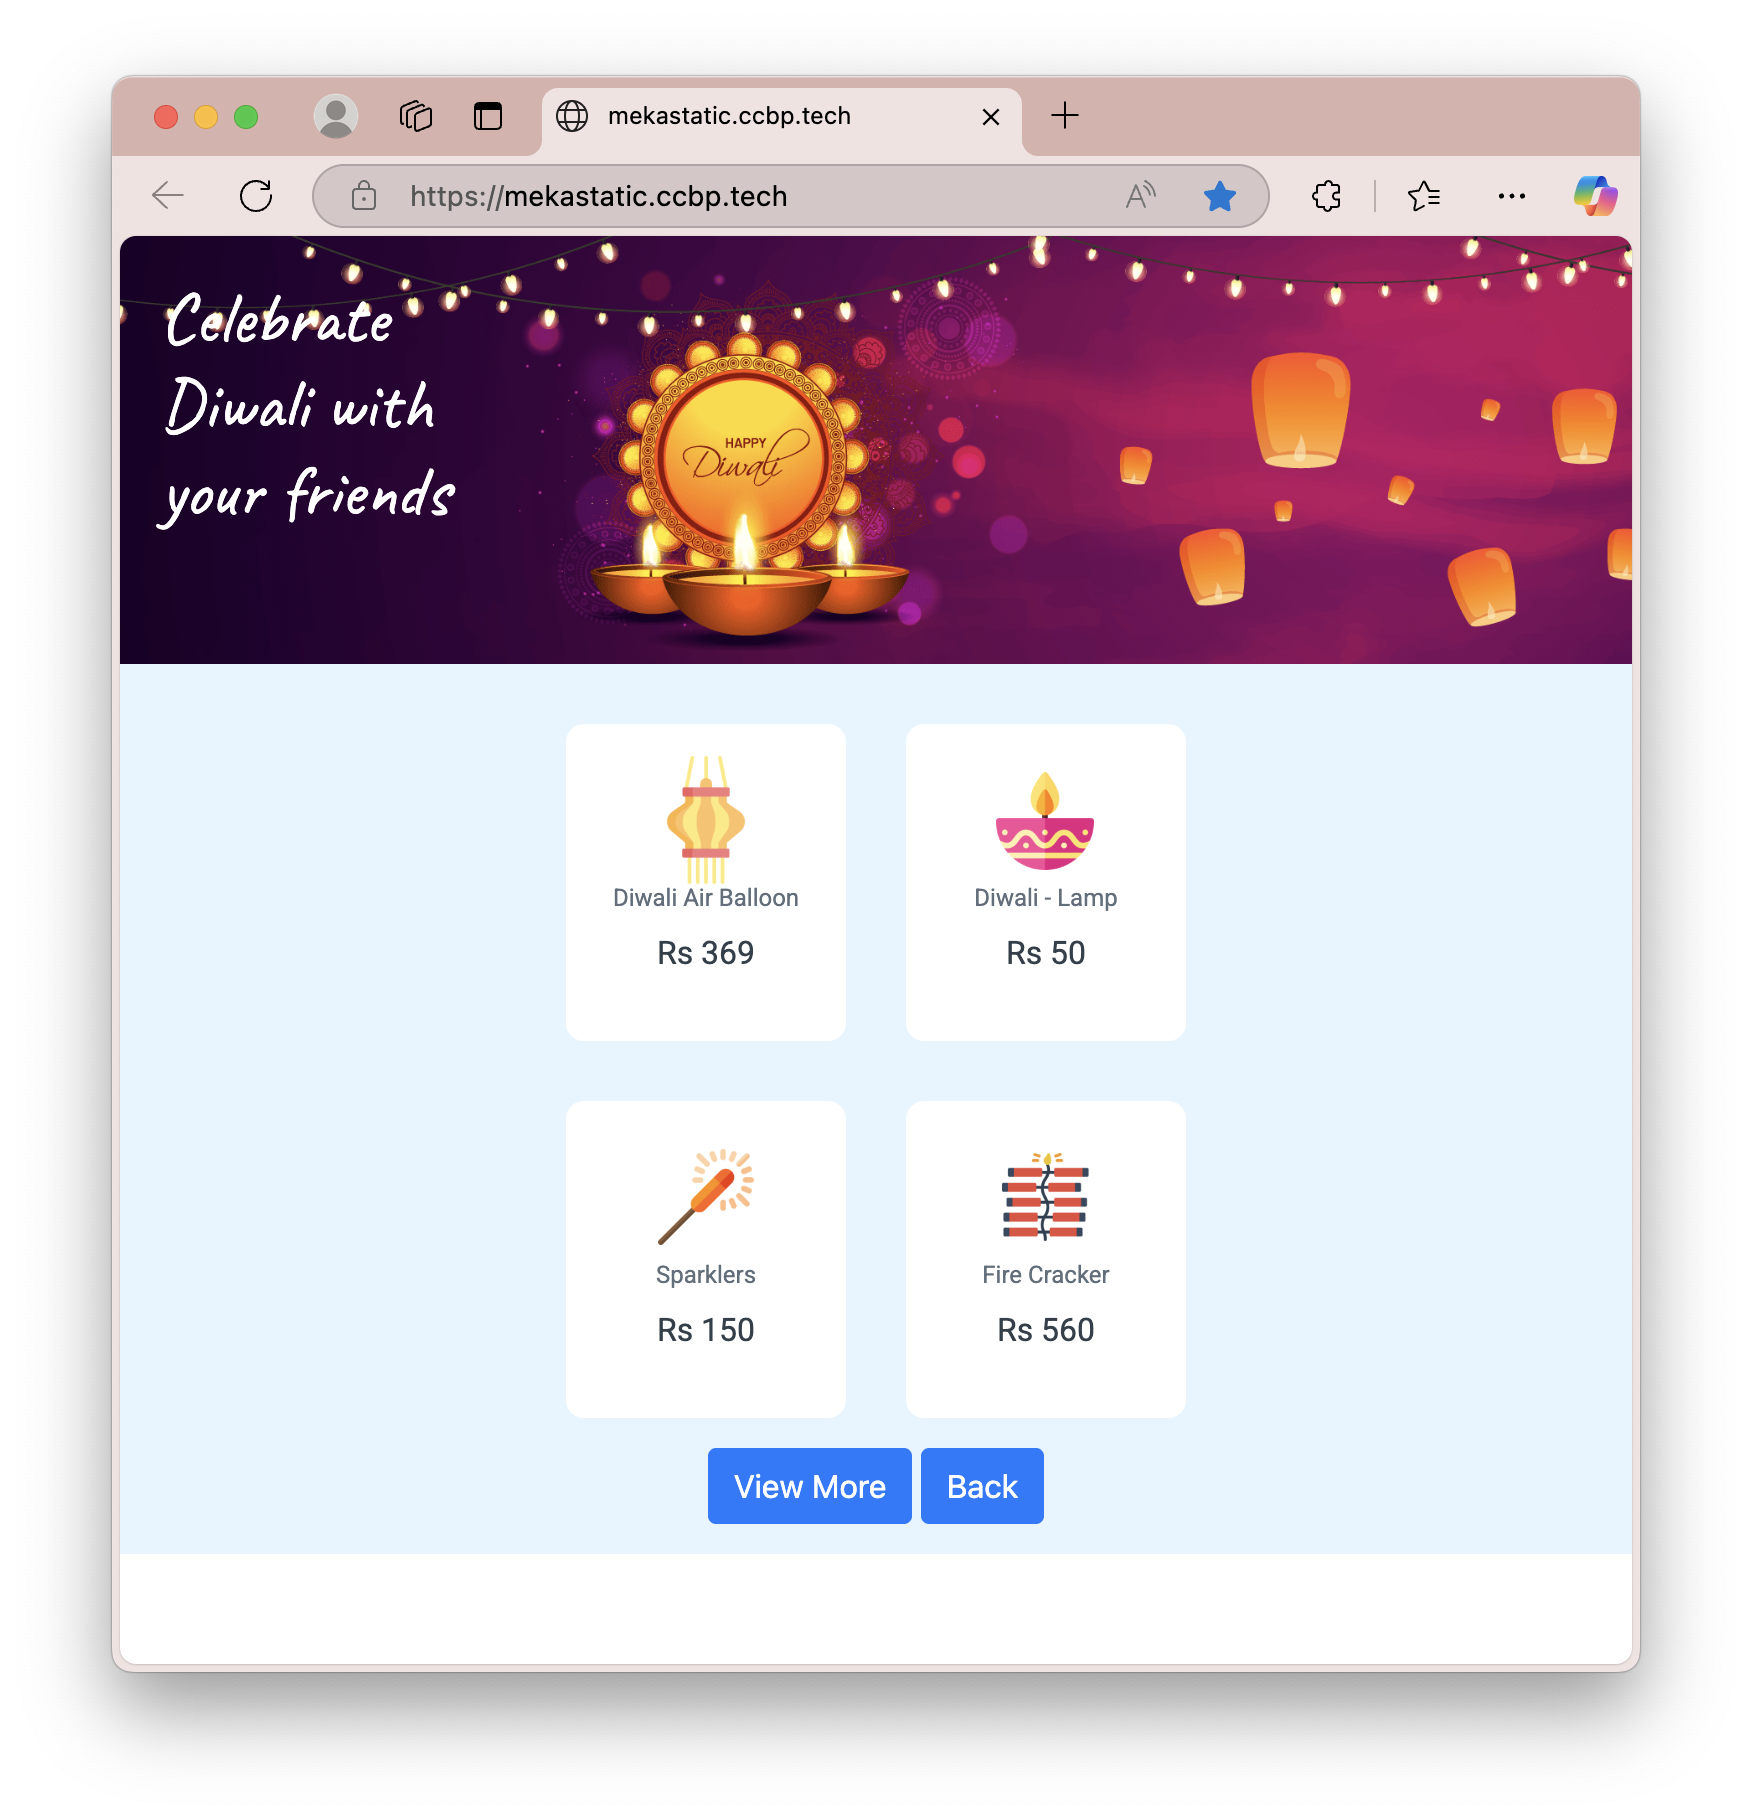 mekastatic.ccbp.tech
https://mekastatic.ccbp.tech
Celebrate
Diwali with
your friends
HAPPY
Diwali
Diwali Air Balloon
Rs 369
Diwali - Lamp
Rs 50
Sparklers
Rs 150
Fire Cracker
Rs 560
View More
Back